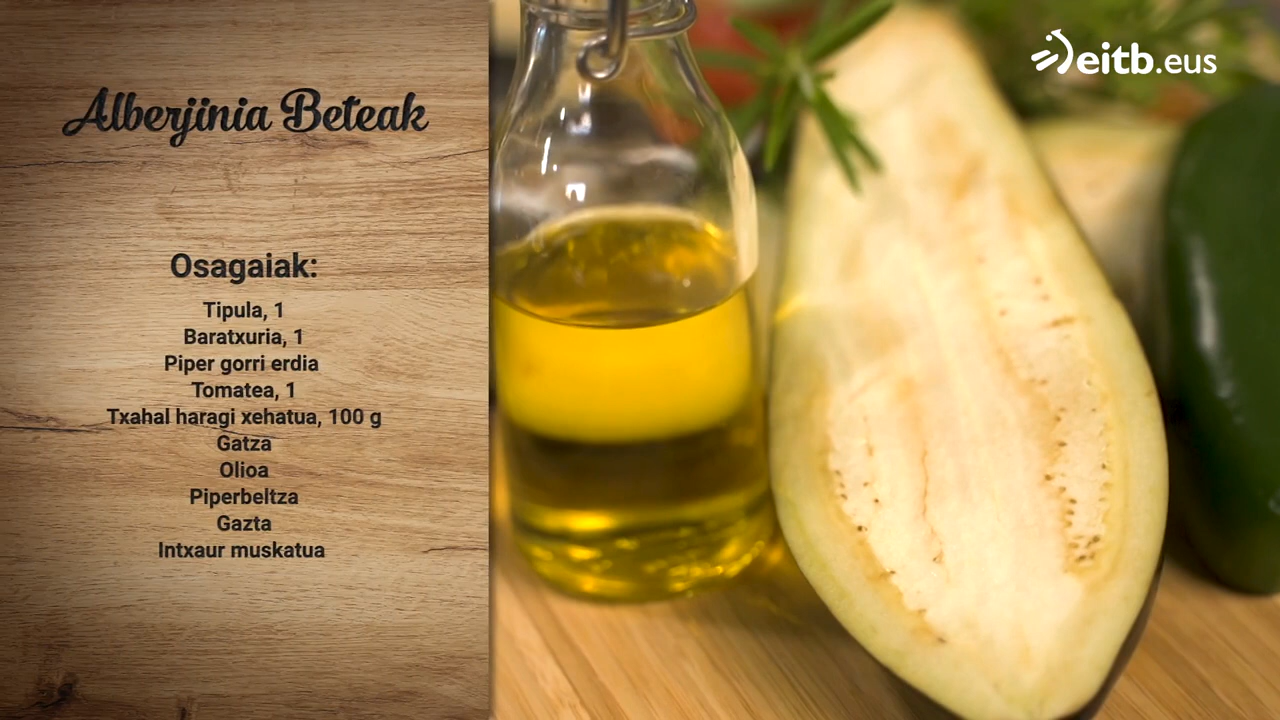 Alberjinia Beteak
eitb.eus
Osagaiak:
Tipula, 1
Baratxuria, 1
Piper gorri erdia
Tomatea, 1
Txahal haragi xehatua, 100 g
Gatza
Olioa
Piperbeltza
Gazta
Intxaur muskatua